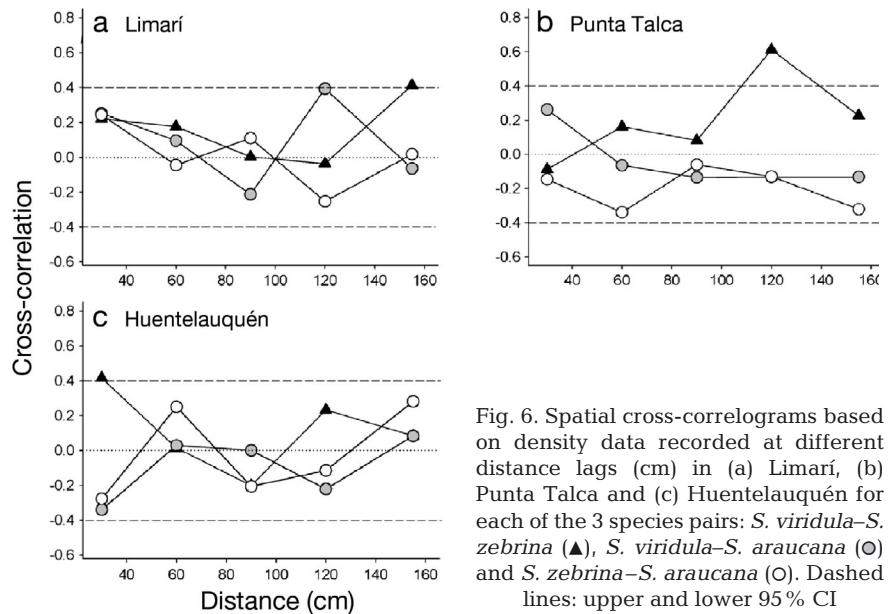 a Limarí
0.8
0.6
0.4
0.2
0.0
-0.2
-0.4
-0.6
40 60 80 100 120 140 160
b Punta Talca
0.8
0.6
0.4
0.2
0.0
-0.2
-0.4
-0.6
40 60 80 100 120 140 160
c Huentelauquén
0.8
0.6
0.4
0.2
0.0
-0.2
-0.4
-0.6
40 60 80 100 120 140 160
Cross-correlation
Distance (cm)
Fig. 6. Spatial cross-correlograms based
on density data recorded at different
distance lags (cm) in (a) Limarí, (b)
Punta Talca and (c) Huentelauquén for
each of the 3 species pairs: S. viridula–S.
zebrina (▲), S. viridula–S. araucana (●)
and S. zebrina–S. araucana (○). Dashed
lines: upper and lower 95% CI